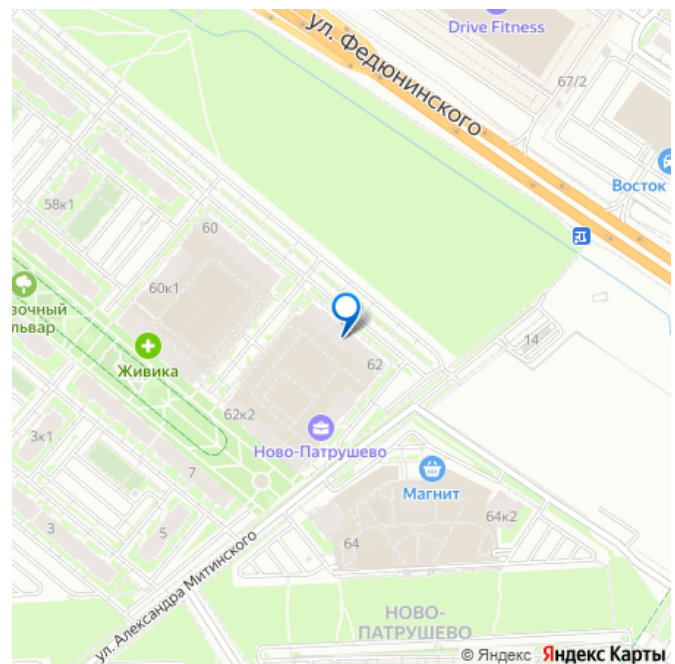 Drive Fitness
ул. Федюнинского
67/2
Восток
58к1
60
60к1
вочный
львар
Живика
14
62
62к2
Ново-Патрушево
3к1
7
Магнит
64к2
3
5
64
ул. Александра Митинского
НОВО-
ПАТРУШЕВО
© Яндекс Яндекс Карты